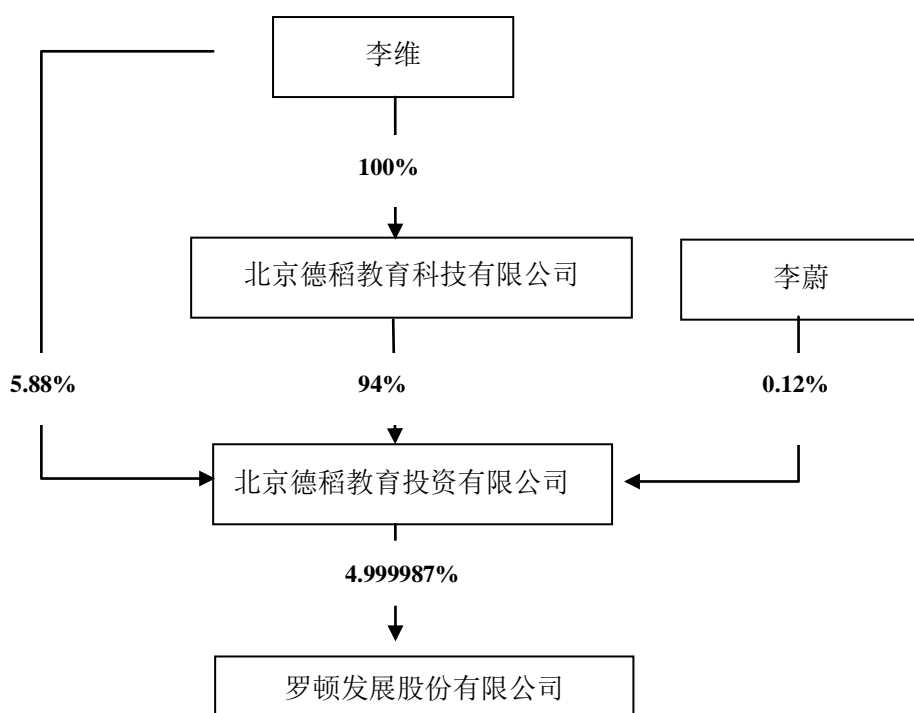 李维
100%
北京德稻教育科技有限公司
李蔚
5.88%
94%
0.12%
北京德稻教育投资有限公司
4.999987%
罗顿发展股份有限公司